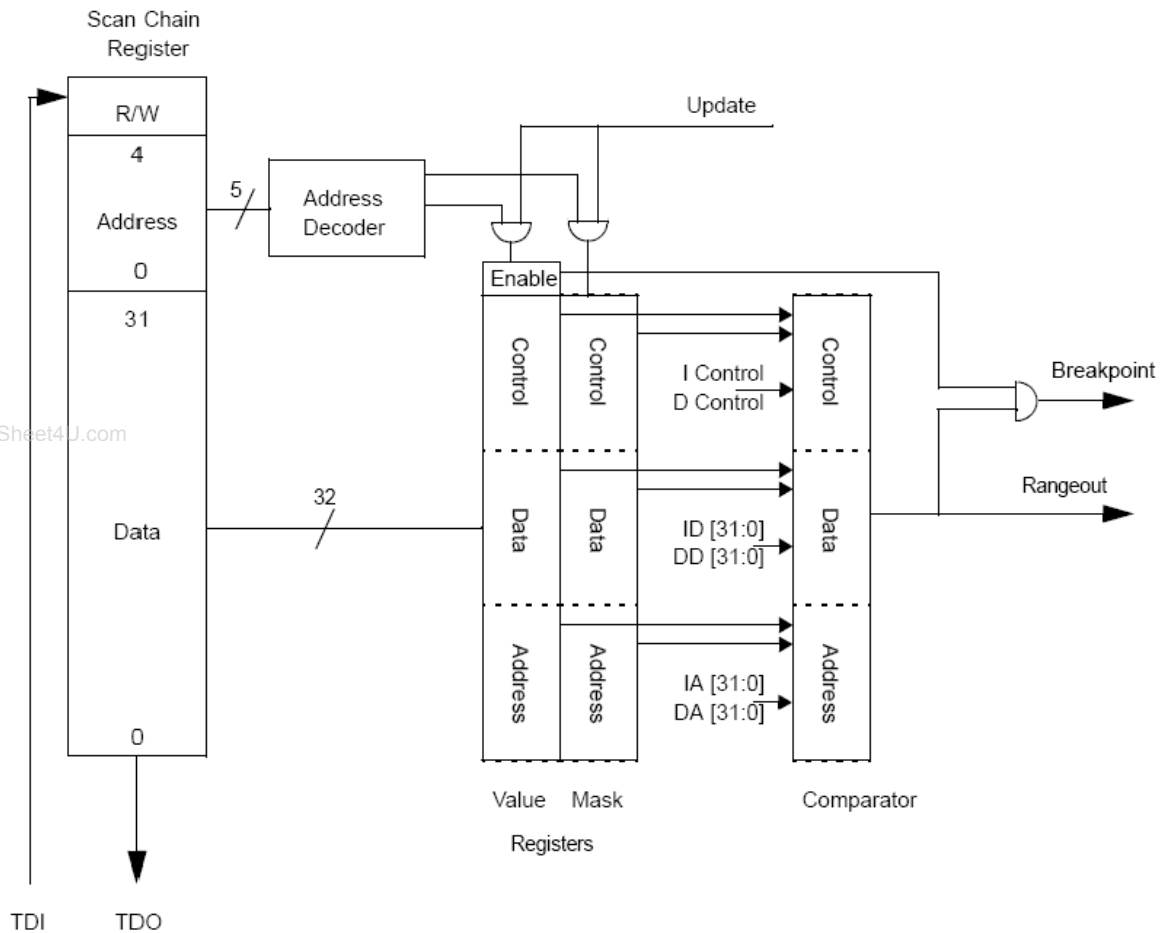 Scan Chain
Register
R/W
4
Address
0
31
Data
0
TDI
TDO
5
Address
Decoder
Update
Enable
Control
Control
Data
Data
Address
Address
32
I Control
D Control
ID [31:0]
DD [31:0]
IA [31:0]
DA [31:0]
Control
Data
Address
Breakpoint
Rangeout
Value
Mask
Registers
Comparator
Sheet4U.com